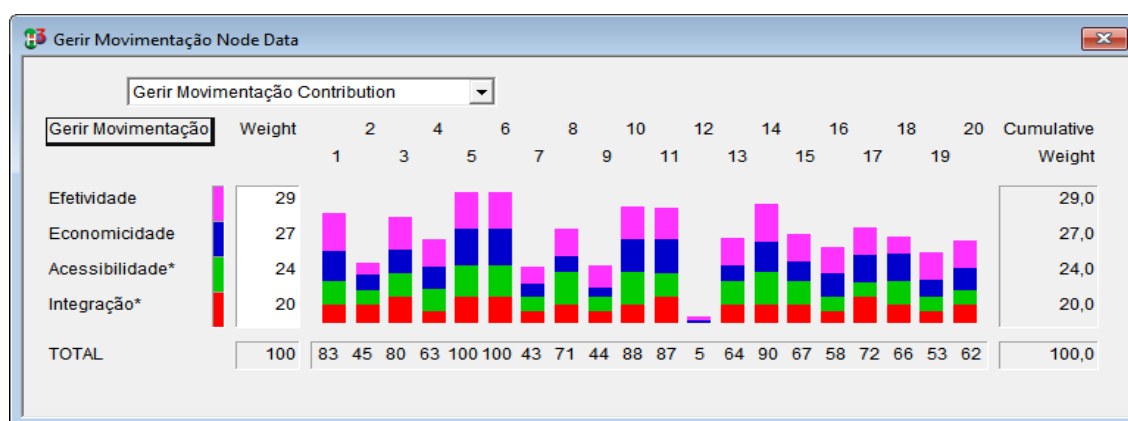 Gerir Movimentação Node Data
Gerir Movimentação Contribution
Gerir Movimentação Weight 2 4 6 8 10 12 14 16 18 20 Cumulative
1 3 5 7 9 11 13 15 17 19 Weight
Efetividade 29 29,0
Economicidade 27 27,0
Acessibilidade* 24 24,0
Integração* 20 20,0
TOTAL 100 83 45 80 63 100 100 43 71 44 88 87 5 64 90 67 58 72 66 53 62 100,0